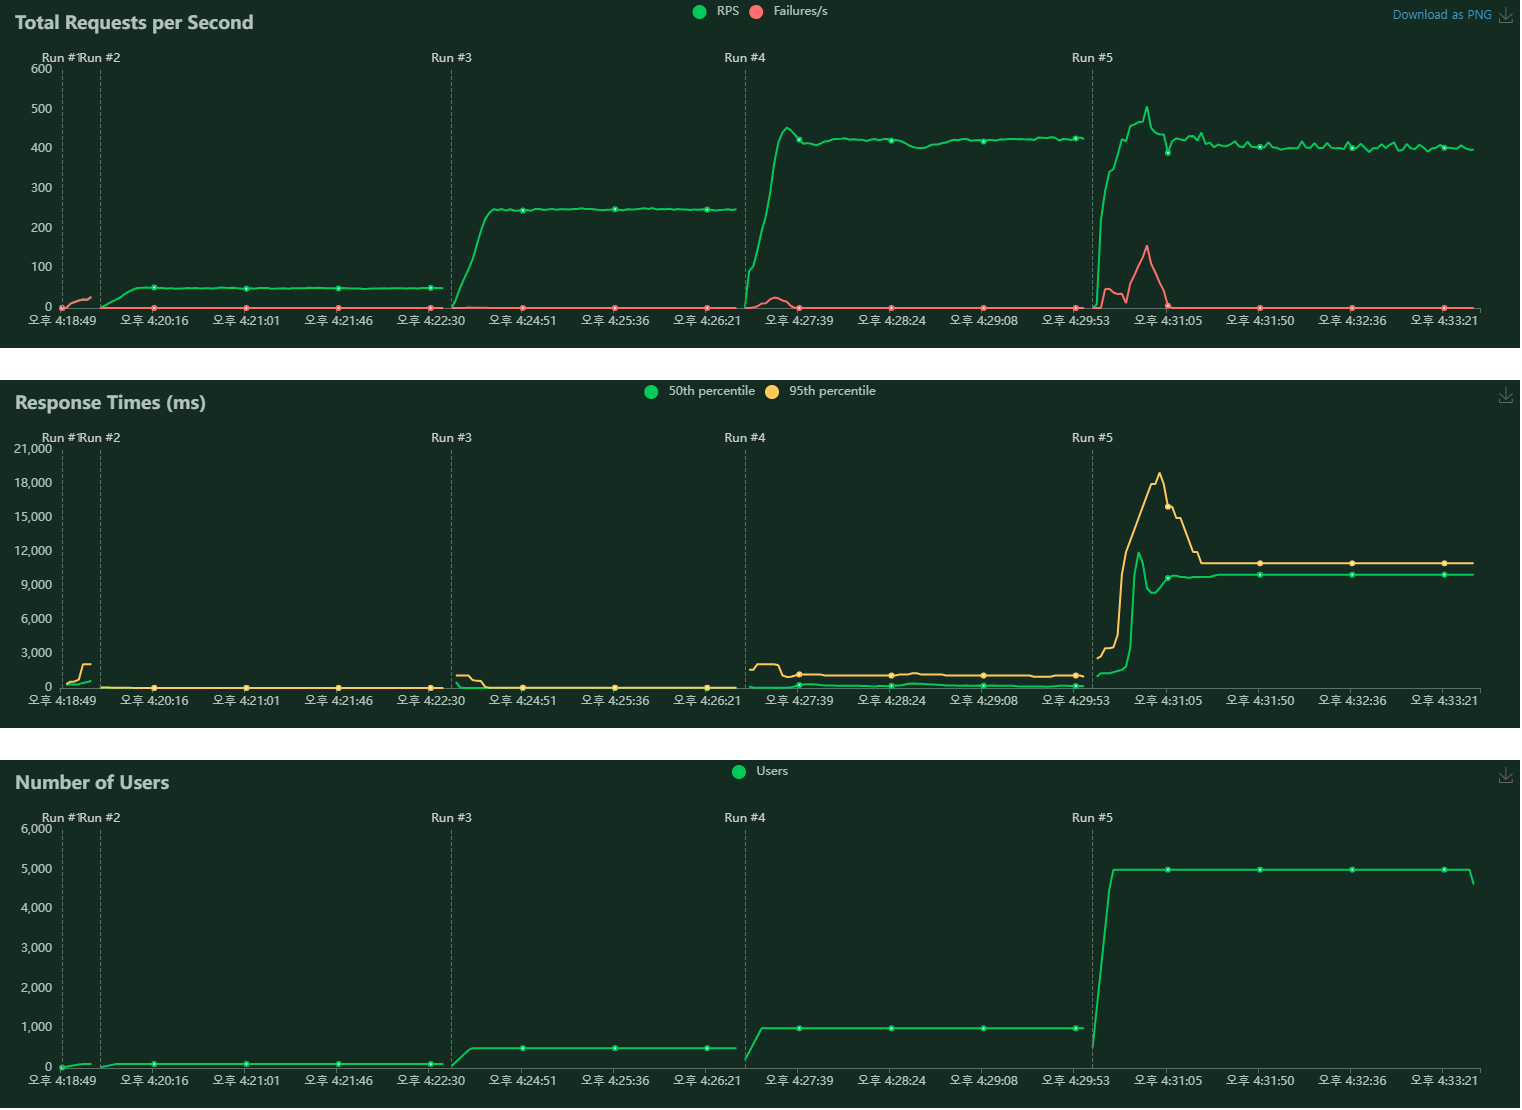 Total Requests per Second
RPS Failures/s
Download as PNG
Run #1 Run #2 Run #3 Run #4 Run #5
600
500
400
300
200
100
0
오후 4:18:49 오후 4:20:16 오후 4:21:01 오후 4:21:46 오후 4:22:30 오후 4:24:51 오후 4:25:36 오후 4:26:21 오후 4:27:39 오후 4:28:24 오후 4:29:08 오후 4:29:53 오후 4:31:05 오후 4:31:50 오후 4:32:36 오후 4:33:21
Response Times (ms)
50th percentile 95th percentile
Run #1 Run #2 Run #3 Run #4 Run #5
21,000
18,000
15,000
12,000
9,000
6,000
3,000
0
오후 4:18:49 오후 4:20:16 오후 4:21:01 오후 4:21:46 오후 4:22:30 오후 4:24:51 오후 4:25:36 오후 4:26:21 오후 4:27:39 오후 4:28:24 오후 4:29:08 오후 4:29:53 오후 4:31:05 오후 4:31:50 오후 4:32:36 오후 4:33:21
Number of Users
Users
Run #1 Run #2 Run #3 Run #4 Run #5
6,000
5,000
4,000
3,000
2,000
1,000
0
오후 4:18:49 오후 4:20:16 오후 4:21:01 오후 4:21:46 오후 4:22:30 오후 4:24:51 오후 4:25:36 오후 4:26:21 오후 4:27:39 오후 4:28:24 오후 4:29:08 오후 4:29:53 오후 4:31:05 오후 4:31:50 오후 4:32:36 오후 4:33:21